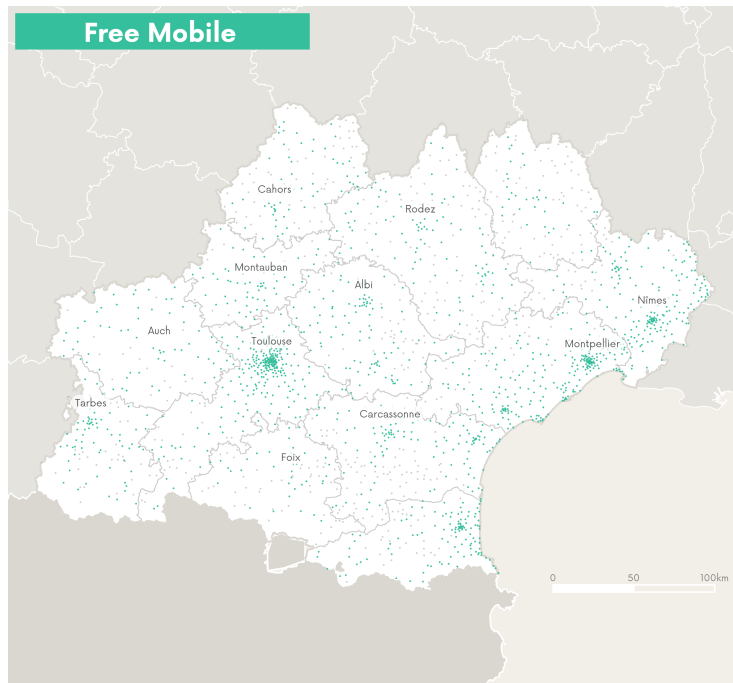 Free Mobile
Cahors
Rodez
Montauban
Albi
Nîmes
Auch
Toulouse
Montpellier
Tarbes
Carcassonne
Foix
0 50 100km